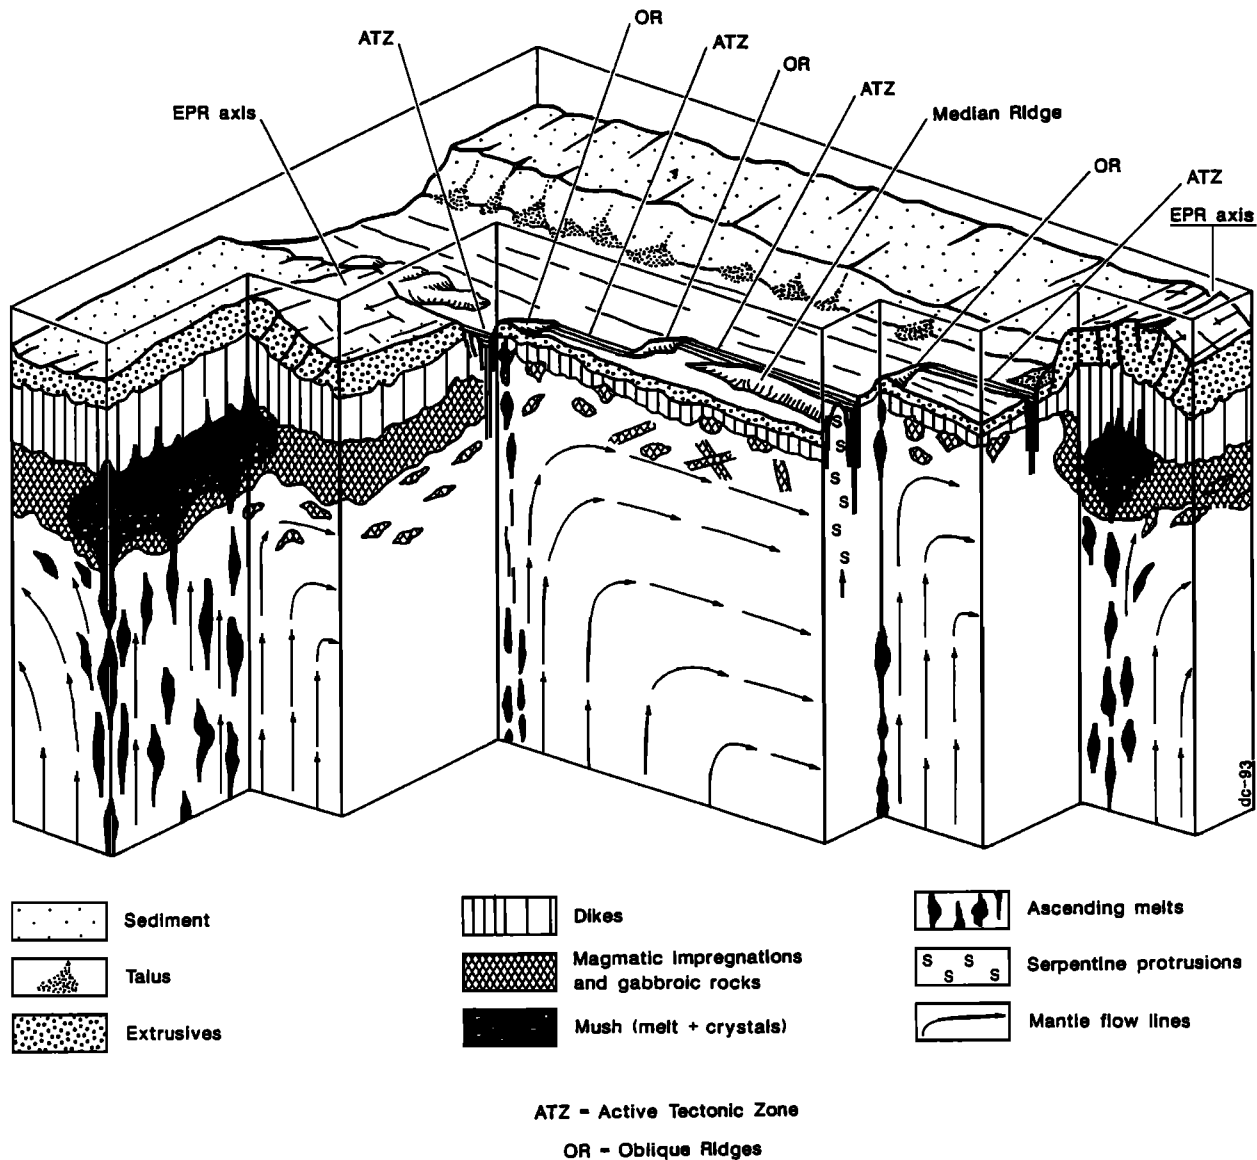 OR
ATZ
ATZ
OR
ATZ
EPR axis
Median Ridge
OR
ATZ
EPR axis
S
S
S
S
S
S
dc-93
Sediment
Talus
Extrusives
Dikes
Magmatic impregnations
and gabbroic rocks
Mush (melt + crystals)
Ascending melts
S S
S S
Serpentine protrusions
Mantle flow lines
ATZ = Active Tectonic Zone
OR - Oblique Ridges